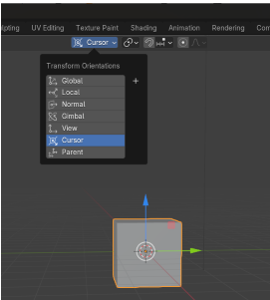 lpting UV Editing Texture Paint Shading Animation Rendering Com
Cursor
Transform Orientations
Global
Local
Normal
Gimbal
View
Cursor
Parent